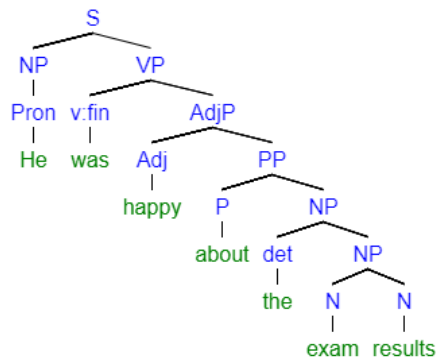 S
NP VP
Pron v:fin AdjP
He was Adj PP
happy P NP
about det NP
the N N
exam results